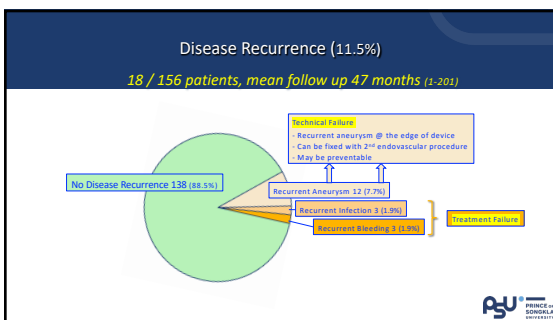 Disease Recurrence (11.5%)
18 / 156 patients, mean follow up 47 months (1-201)
Technical Failure
- Recurrent aneurysm @ the edge of device
- Can be fixed with 2nd endovascular procedure
- May be preventable
No Disease Recurrence 138 (88.5%)
Recurrent Aneurysm 12 (7.7%)
Recurrent Infection 3 (1.9%)
Recurrent Bleeding 3 (1.9%)
Treatment Failure
PSU
PRINCE OF
SONGKLA
UNIVERSITY